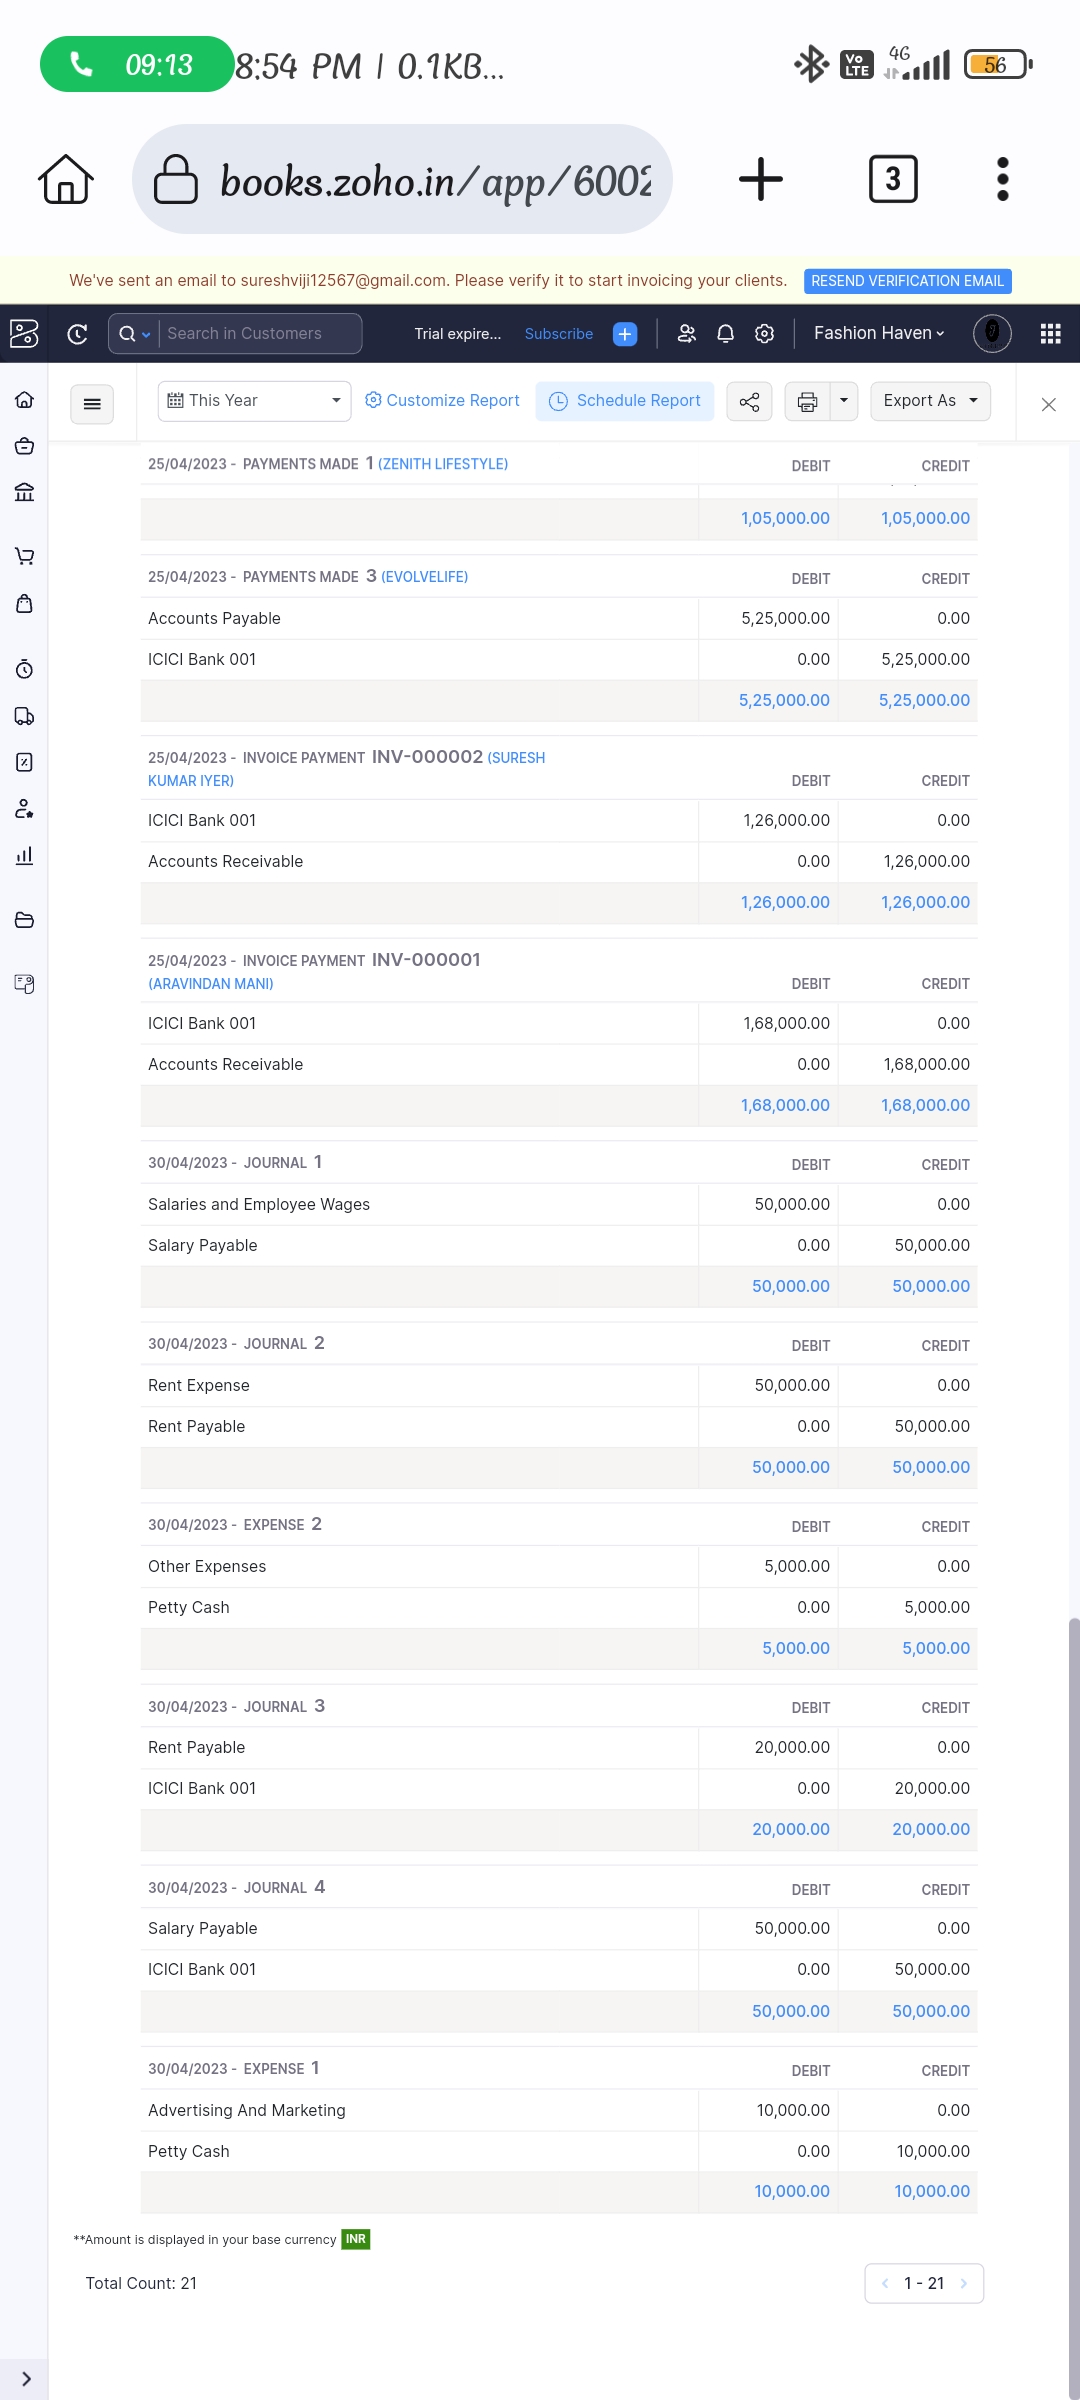 09:13 8:54 PM | 0.1KB... Vo LTE 4G 56
books.zoho.in/app/6002 3
We've sent an email to sureshviji12567@gmail.com. Please verify it to start invoicing your clients. RESEND VERIFICATION EMAIL
Search in Customers Trial expire... Subscribe Fashion Haven
This Year Customize Report Schedule Report Export As
25/04/2023 - PAYMENTS MADE 1 (ZENITH LIFESTYLE) DEBIT CREDIT
1,05,000.00 1,05,000.00
25/04/2023 - PAYMENTS MADE 3 (EVOLVELIFE) DEBIT CREDIT
Accounts Payable 5,25,000.00 0.00
ICICI Bank 001 0.00 5,25,000.00
5,25,000.00 5,25,000.00
25/04/2023 - INVOICE PAYMENT INV-000002 (SURESH
KUMAR IYER) DEBIT CREDIT
ICICI Bank 001 1,26,000.00 0.00
Accounts Receivable 0.00 1,26,000.00
1,26,000.00 1,26,000.00
25/04/2023 - INVOICE PAYMENT INV-000001
(ARAVINDAN MANI) DEBIT CREDIT
ICICI Bank 001 1,68,000.00 0.00
Accounts Receivable 0.00 1,68,000.00
1,68,000.00 1,68,000.00
30/04/2023 - JOURNAL 1 DEBIT CREDIT
Salaries and Employee Wages 50,000.00 0.00
Salary Payable 0.00 50,000.00
50,000.00 50,000.00
30/04/2023 - JOURNAL 2 DEBIT CREDIT
Rent Expense 50,000.00 0.00
Rent Payable 0.00 50,000.00
50,000.00 50,000.00
30/04/2023 - EXPENSE 2 DEBIT CREDIT
Other Expenses 5,000.00 0.00
Petty Cash 0.00 5,000.00
5,000.00 5,000.00
30/04/2023 - JOURNAL 3 DEBIT CREDIT
Rent Payable 20,000.00 0.00
ICICI Bank 001 0.00 20,000.00
20,000.00 20,000.00
30/04/2023 - JOURNAL 4 DEBIT CREDIT
Salary Payable 50,000.00 0.00
ICICI Bank 001 0.00 50,000.00
50,000.00 50,000.00
30/04/2023 - EXPENSE 1 DEBIT CREDIT
Advertising And Marketing 10,000.00 0.00
Petty Cash 0.00 10,000.00
10,000.00 10,000.00
**Amount is displayed in your base currency INR
Total Count: 21 1 - 21